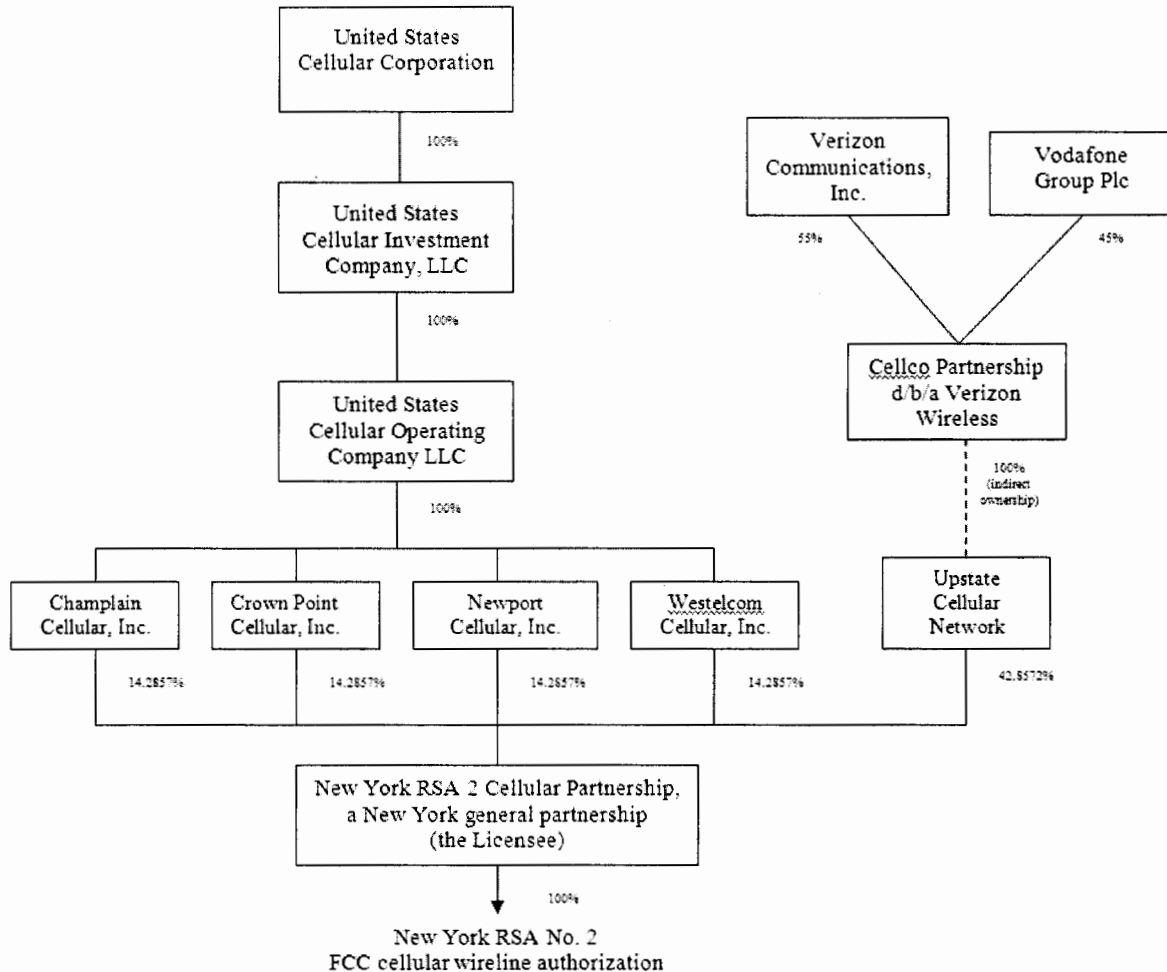 United States
Cellular Corporation
100%
United States
Cellular Investment
Company, LLC
100%
United States
Cellular Operating
Company LLC
100%
Verizon
Communications,
Inc.
Vodafone
Group Plc
55%
45%
Cellco Partnership
d/b/a Verizon
Wireless
100%
(indirect
ownership)
Champlain
Cellular, Inc.
Crown Point
Cellular, Inc.
Newport
Cellular, Inc.
Westelcom
Cellular, Inc.
Upstate
Cellular
Network
14.2857%
14.2857%
14.2857%
14.2857%
42.8572%
New York RSA 2 Cellular Partnership,
a New York general partnership
(the Licensee)
100%
New York RSA No. 2
FCC cellular wireline authorization